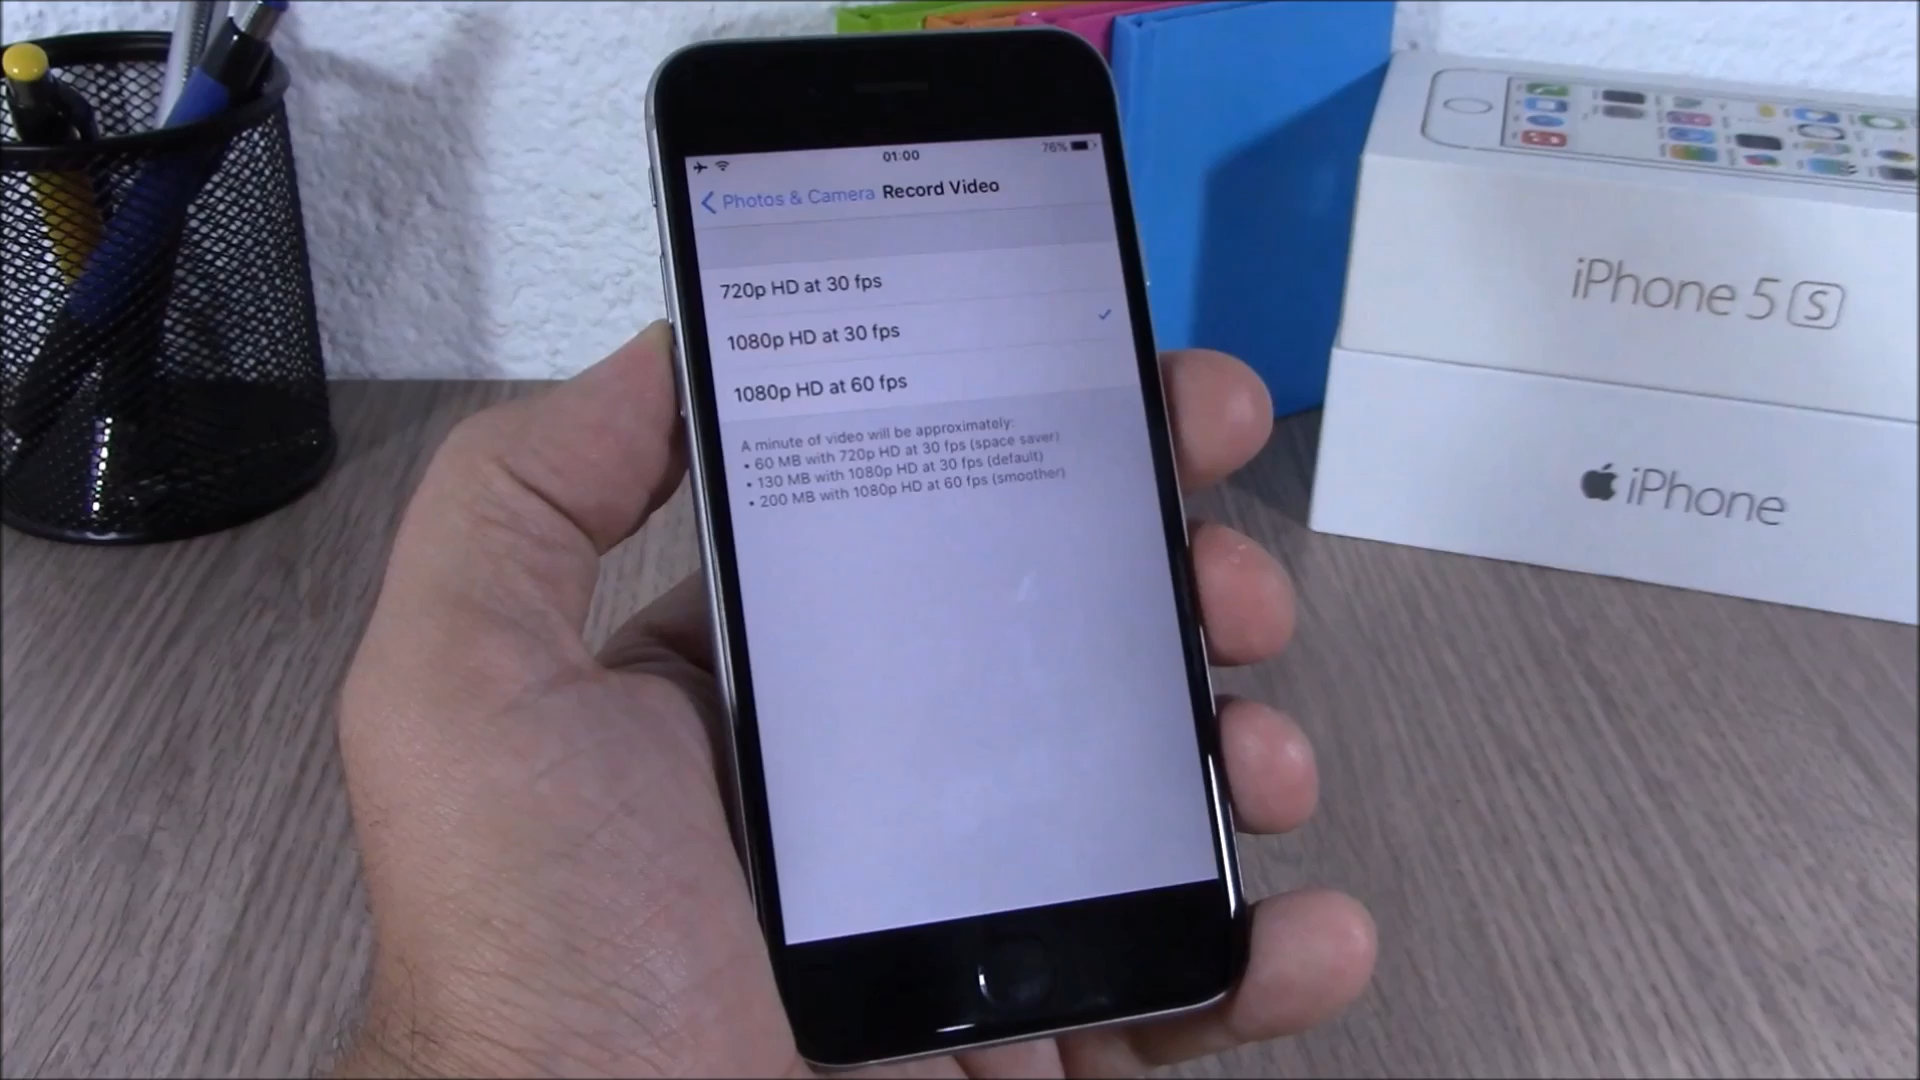 01:00
76%
Photos & Camera Record Video
720p HD at 30 fps
1080p HD at 30 fps
1080p HD at 60 fps
A minute of video will be approximately:
• 60 MB with 720p HD at 30 fps (space saver)
• 130 MB with 1080p HD at 30 fps (default)
• 200 MB with 1080p HD at 60 fps (smoother)
iPhone 5 S
iPhone